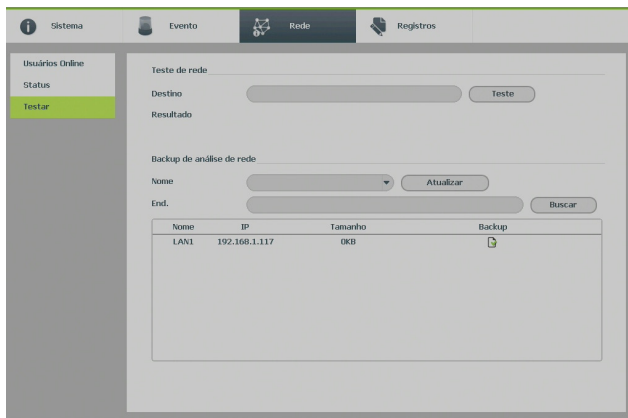 Sistema Evento Rede Registros
Usuários Online
Status
Testar
Teste de rede
Destino Teste
Resultado
Backup de análise de rede
Nome Atualizar
End. Buscar
Nome IP Tamanho Backup
LAN1 192.168.1.117 0KB